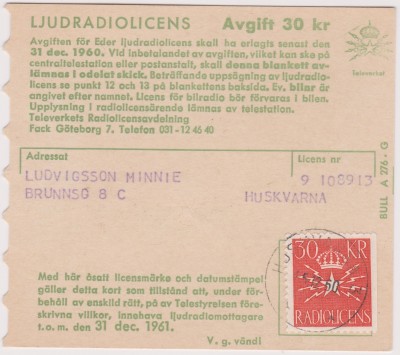 LJUDRADIOLICENS Avgift 30 kr
Avgiften för Eder ljudradiolicens skall ha erlagts senast den
31 dec. 1960. Vid inbetalandet av avgiften, vilket kan ske på
centraltelestation eller postanstalt, skall denna blankett av-
lämnas i odelat skick. Beträffande uppsägning av ljudradio-
licens se punkt 12 och 13 på blankettens baksida. Ev. bilar är
angivet efter namnet. Licens för bilradio bör förvaras i bilen.
Upplysning i radiolicensärende lämnas av telestation.
Televerkets Radiolicensavdelning
Fack Göteborg 7. Telefon 031-12 46 40
Televerket
Adressat
Licens nr
LUDVIGSSON MINNIE
9 108913
BRUNNSG 8 C
HUSKVARNA
BULL A 276 - G
Med här åsatt licensmärke och datumstämpel
gäller detta kort som tillstånd att, under för-
behåll av enskild rätt, på av Telestyrelsen före-
skrivna villkor, innehava ljudradiomottagare
t. o. m. den 31 dec. 1961.
V. g. vänd!
30 KR
60
RADIOLICENS